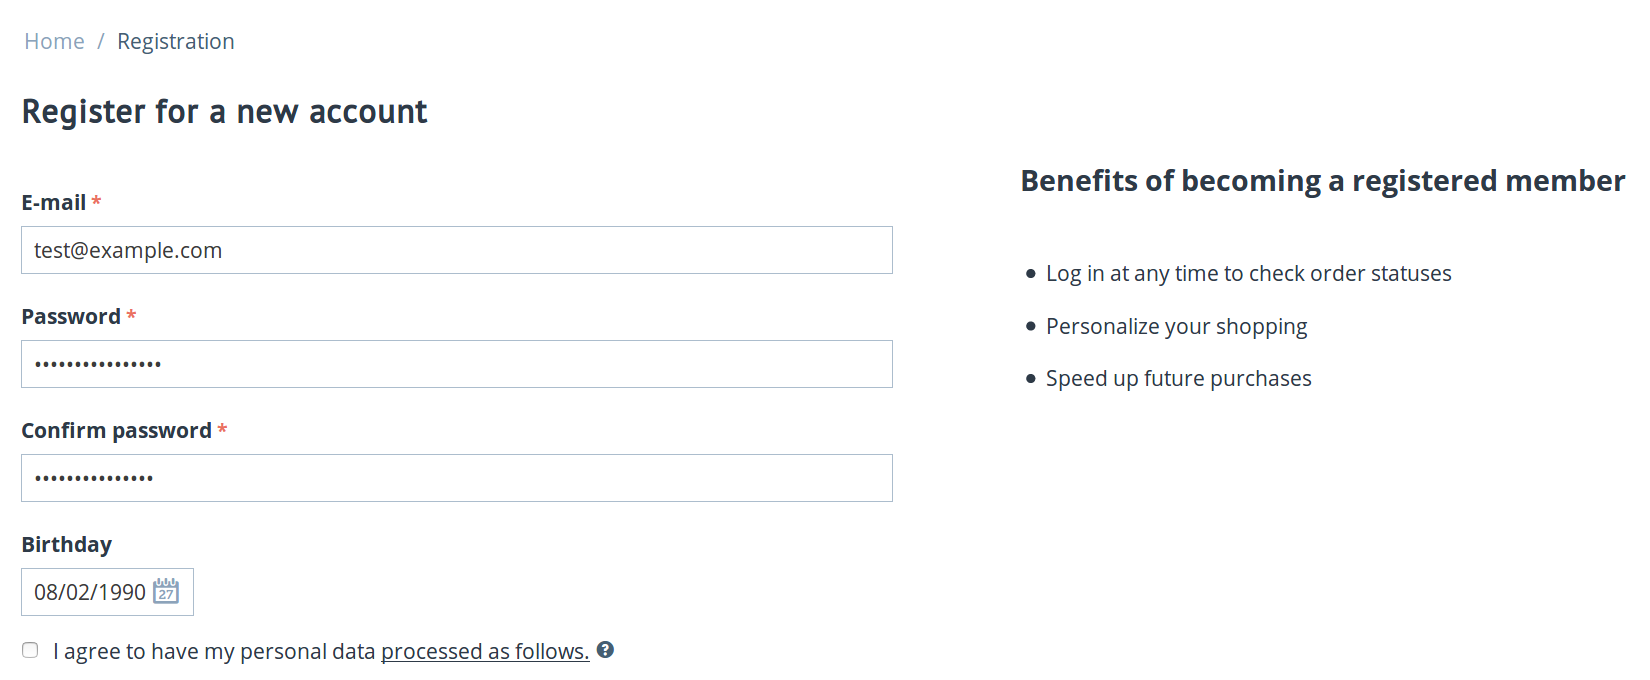 Home / Registration
Register for a new account
E-mail *
test@example.com
Password *
••••••••••••••••
Confirm password *
•••••••••••••••
Birthday
08/02/1990 27
I agree to have my personal data processed as follows. ?
Benefits of becoming a registered member
• Log in at any time to check order statuses
• Personalize your shopping
• Speed up future purchases